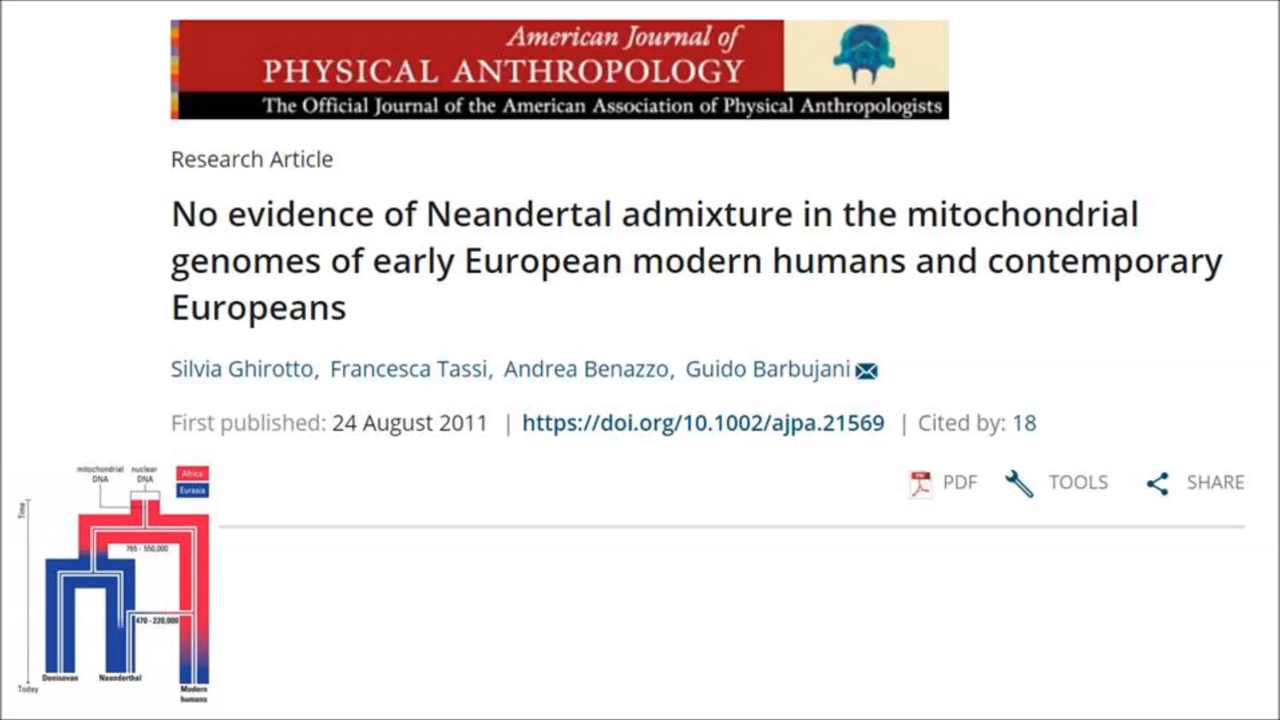 American Journal of
PHYSICAL ANTHROPOLOGY
The Official Journal of the American Association of Physical Anthropologists
Research Article
No evidence of Neandertal admixture in the mitochondrial
genomes of early European modern humans and contemporary
Europeans
Silvia Ghirotto, Francesca Tassi, Andrea Benazzo, Guido Barbujani
First published: 24 August 2011 | https://doi.org/10.1002/ajpa.21569 | Cited by: 18
PDF TOOLS SHARE
mitochondrial DNA
nuclear DNA
Africa
Eurasia
Time
765 - 550,000
470 - 220,000
Denisovan Neanderthal
Today
Modern
humans